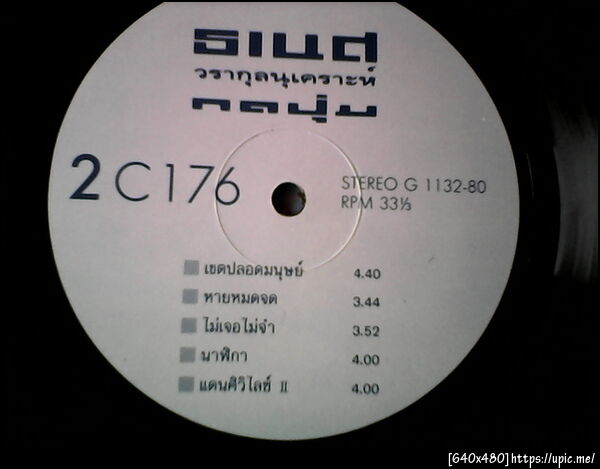 ธเนศ
วรากุลนุเคราะห์
กดปุ่ม
2 C 176
STEREO G 1132-80
RPM 33⅓
เขตปลอดมนุษย์ 4.40
หายหมดจด 3.44
ไม่เจอไม่จำ 3.52
นาฬิกา 4.00
แดนศิวิไลซ์ II 4.00
[640x480]https://upic.me/